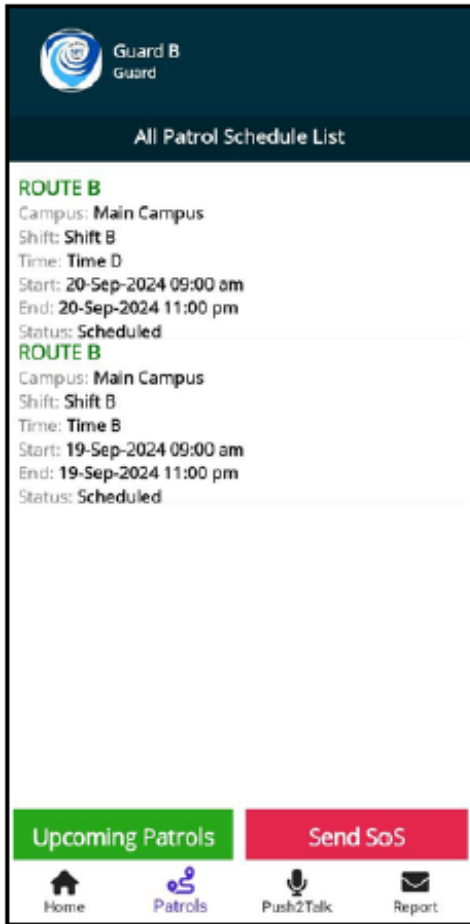 Guard B
Guard
All Patrol Schedule List
ROUTE B
Campus: Main Campus
Shift: Shift B
Time: Time D
Start: 20-Sep-2024 09:00 am
End: 20-Sep-2024 11:00 pm
Status: Scheduled
ROUTE B
Campus: Main Campus
Shift: Shift B
Time: Time B
Start: 19-Sep-2024 09:00 am
End: 19-Sep-2024 11:00 pm
Status: Scheduled
Upcoming Patrols Send SoS
Home Patrols Push2Talk Report